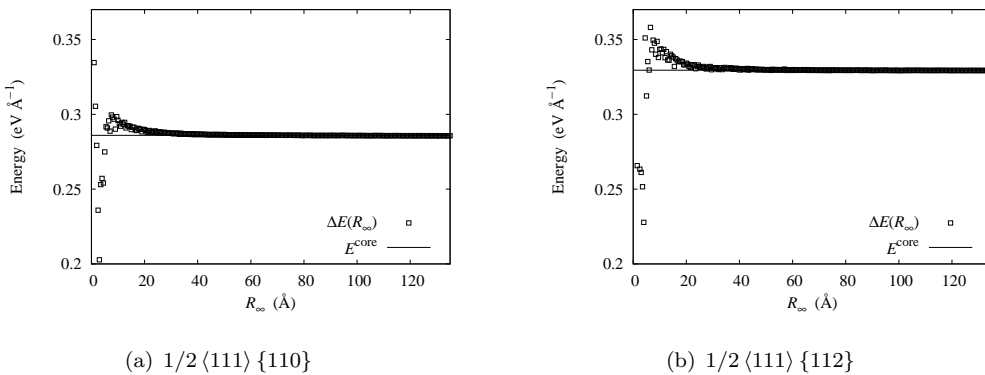 0.35
0.3
0.25
0.2
Energy (eV Å⁻¹)
0 20 40 60 80 100 120
R∞ (Å)
ΔE(R∞)
E^core
(a) 1/2 ⟨111⟩ {110}
0.35
0.3
0.25
0.2
Energy (eV Å⁻¹)
0 20 40 60 80 100 120
R∞ (Å)
ΔE(R∞)
E^core
(b) 1/2 ⟨111⟩ {112}